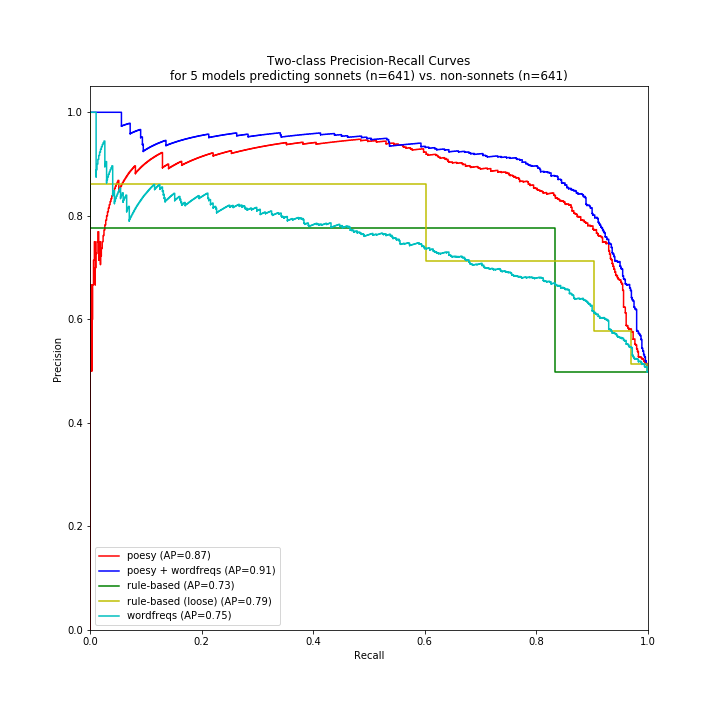 Two-class Precision-Recall Curves
for 5 models predicting sonnets (n=641) vs. non-sonnets (n=641)
1.0
0.8
0.6
0.4
0.2
0.0
Precision
poesy (AP=0.87)
poesy + wordfreqs (AP=0.91)
rule-based (AP=0.73)
rule-based (loose) (AP=0.79)
wordfreqs (AP=0.75)
0.0 0.2 0.4 0.6 0.8 1.0
Recall